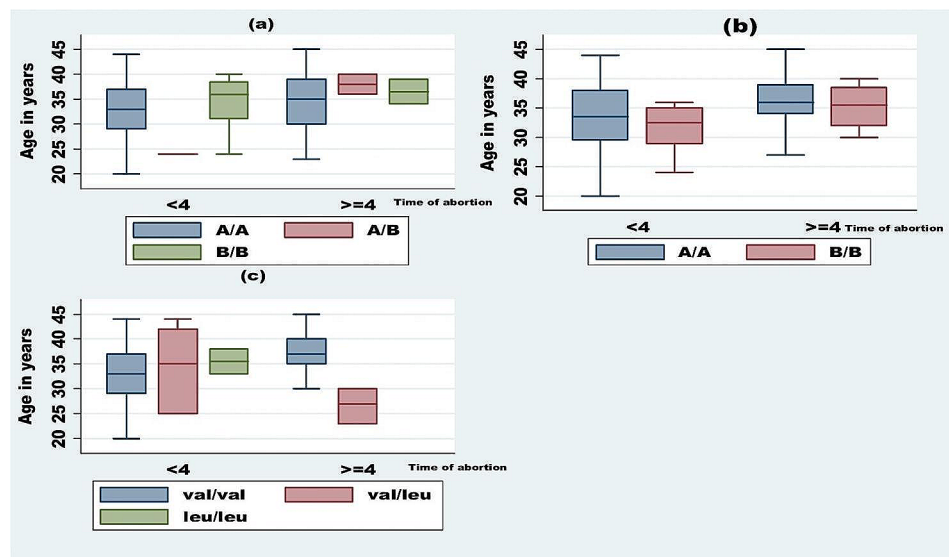 (a)
Age in years
45
40
35
30
25
20
<4
>=4
Time of abortion
A/A
A/B
B/B
(b)
Age in years
45
40
35
30
25
20
<4
>=4
Time of abortion
A/A
B/B
(c)
Age in years
45
40
35
30
25
20
<4
>=4
Time of abortion
val/val
val/leu
leu/leu